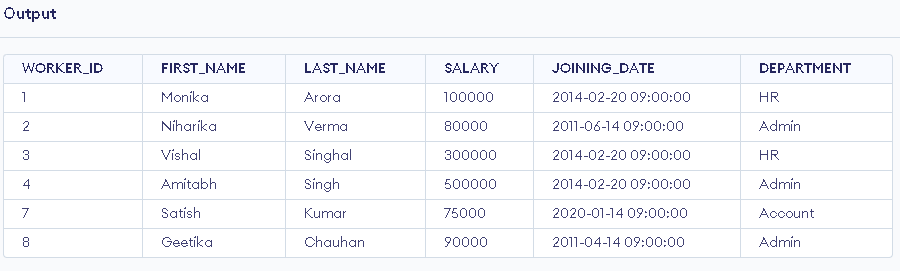 Output
WORKER_ID FIRST_NAME LAST_NAME SALARY JOINING_DATE DEPARTMENT
1 Monika Arora 100000 2014-02-20 09:00:00 HR
2 Niharika Verma 80000 2011-06-14 09:00:00 Admin
3 Vishal Singhal 300000 2014-02-20 09:00:00 HR
4 Amitabh Singh 500000 2014-02-20 09:00:00 Admin
7 Satish Kumar 75000 2020-01-14 09:00:00 Account
8 Geetika Chauhan 90000 2011-04-14 09:00:00 Admin